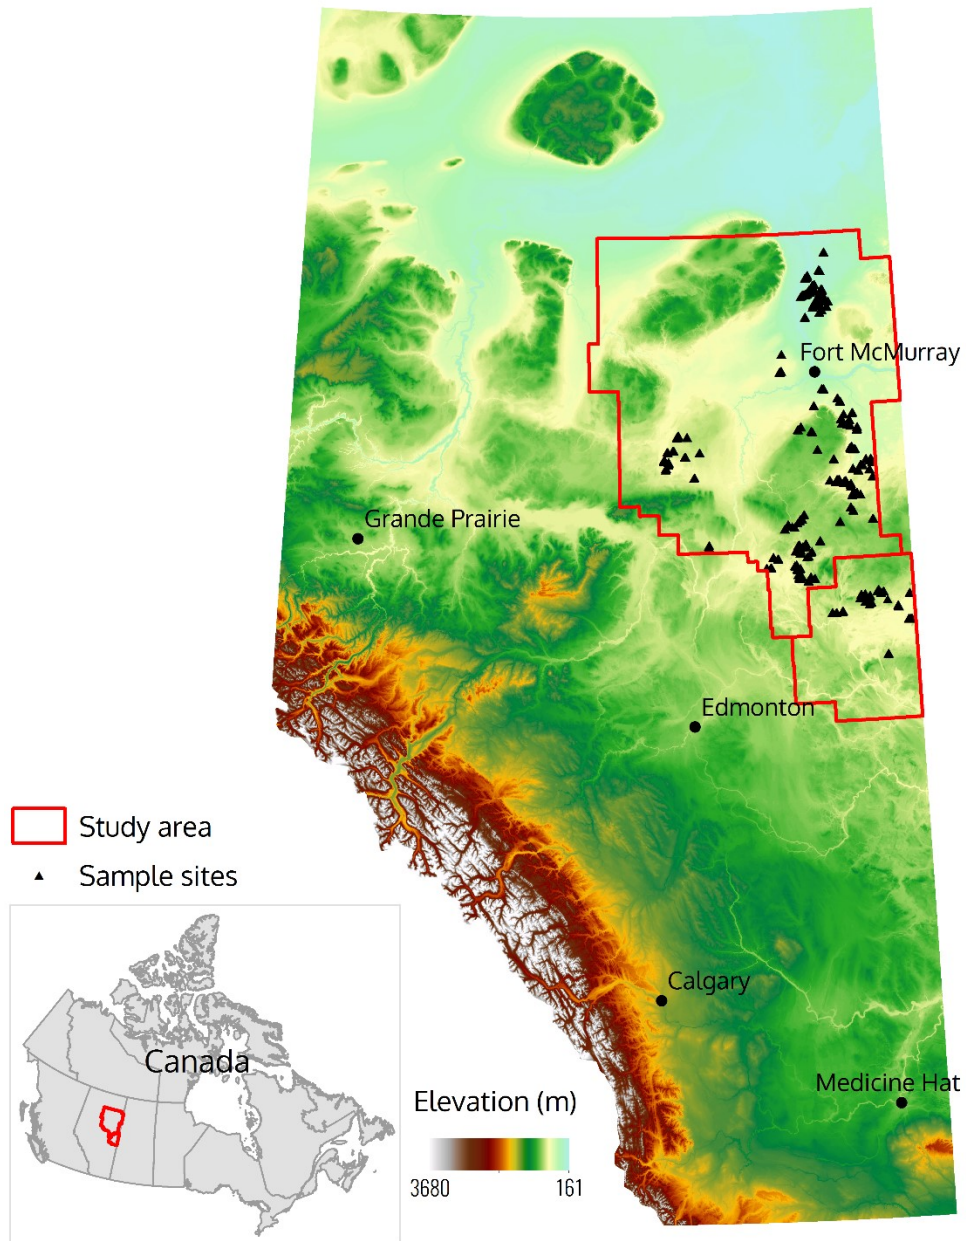 Fort McMurray
Grande Prairie
Edmonton
Study area
Sample sites
Calgary
Canada
Medicine Hat
Elevation (m)
3680 161